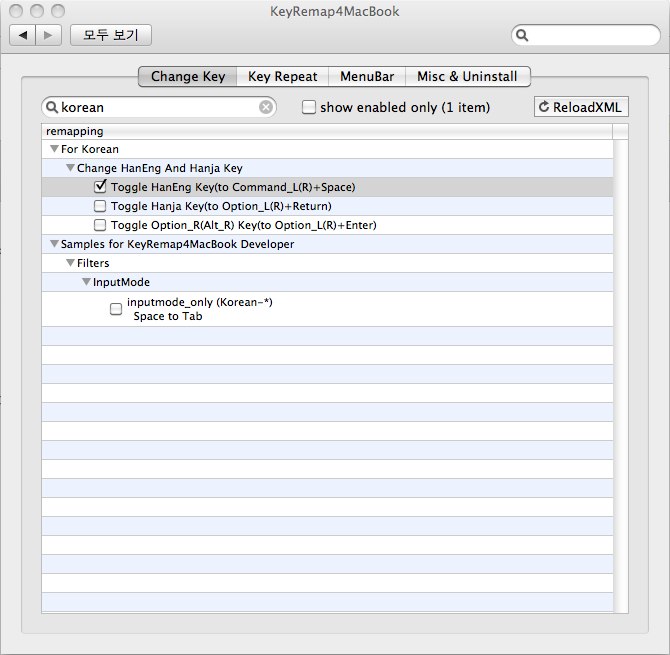 KeyRemap4MacBook
모두 보기
Change Key Key Repeat MenuBar Misc & Uninstall
korean show enabled only (1 item) ReloadXML
remapping
For Korean
Change HanEng And Hanja Key
Toggle HanEng Key(to Command_L(R)+Space)
Toggle Hanja Key(to Option_L(R)+Return)
Toggle Option_R(Alt_R) Key(to Option_L(R)+Enter)
Samples for KeyRemap4MacBook Developer
Filters
InputMode
inputmode_only (Korean-*)
Space to Tab